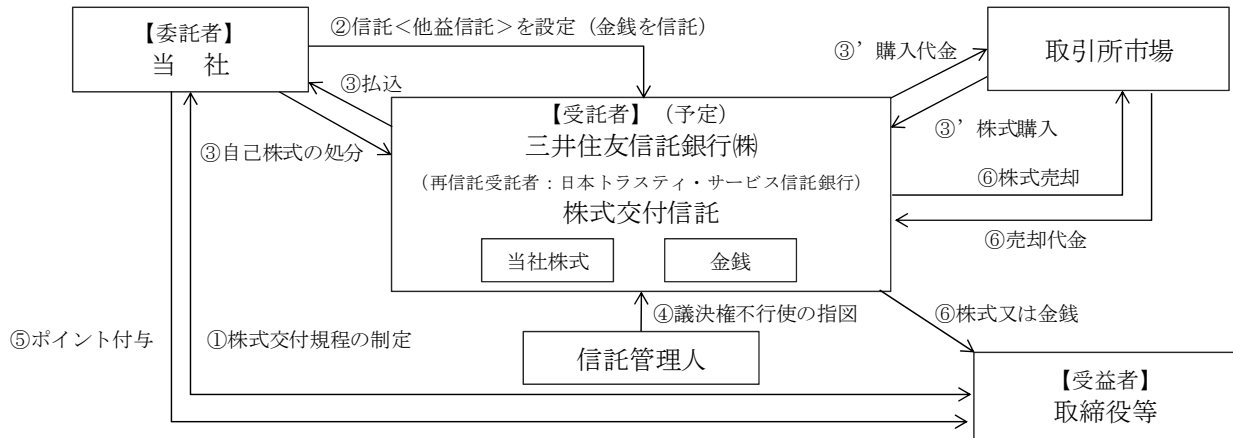 【委託者】
当 社
②信託＜他益信託＞を設定（金銭を信託）
③払込
③自己株式の処分
【受託者】（予定）
三井住友信託銀行㈱
（再信託受託者：日本トラスティ・サービス信託銀行）
株式交付信託
当社株式
金銭
③’購入代金
取引所市場
③’株式購入
⑥株式売却
⑥売却代金
④議決権不行使の指図
信託管理人
⑥株式又は金銭
⑤ポイント付与
①株式交付規程の制定
【受益者】
取締役等